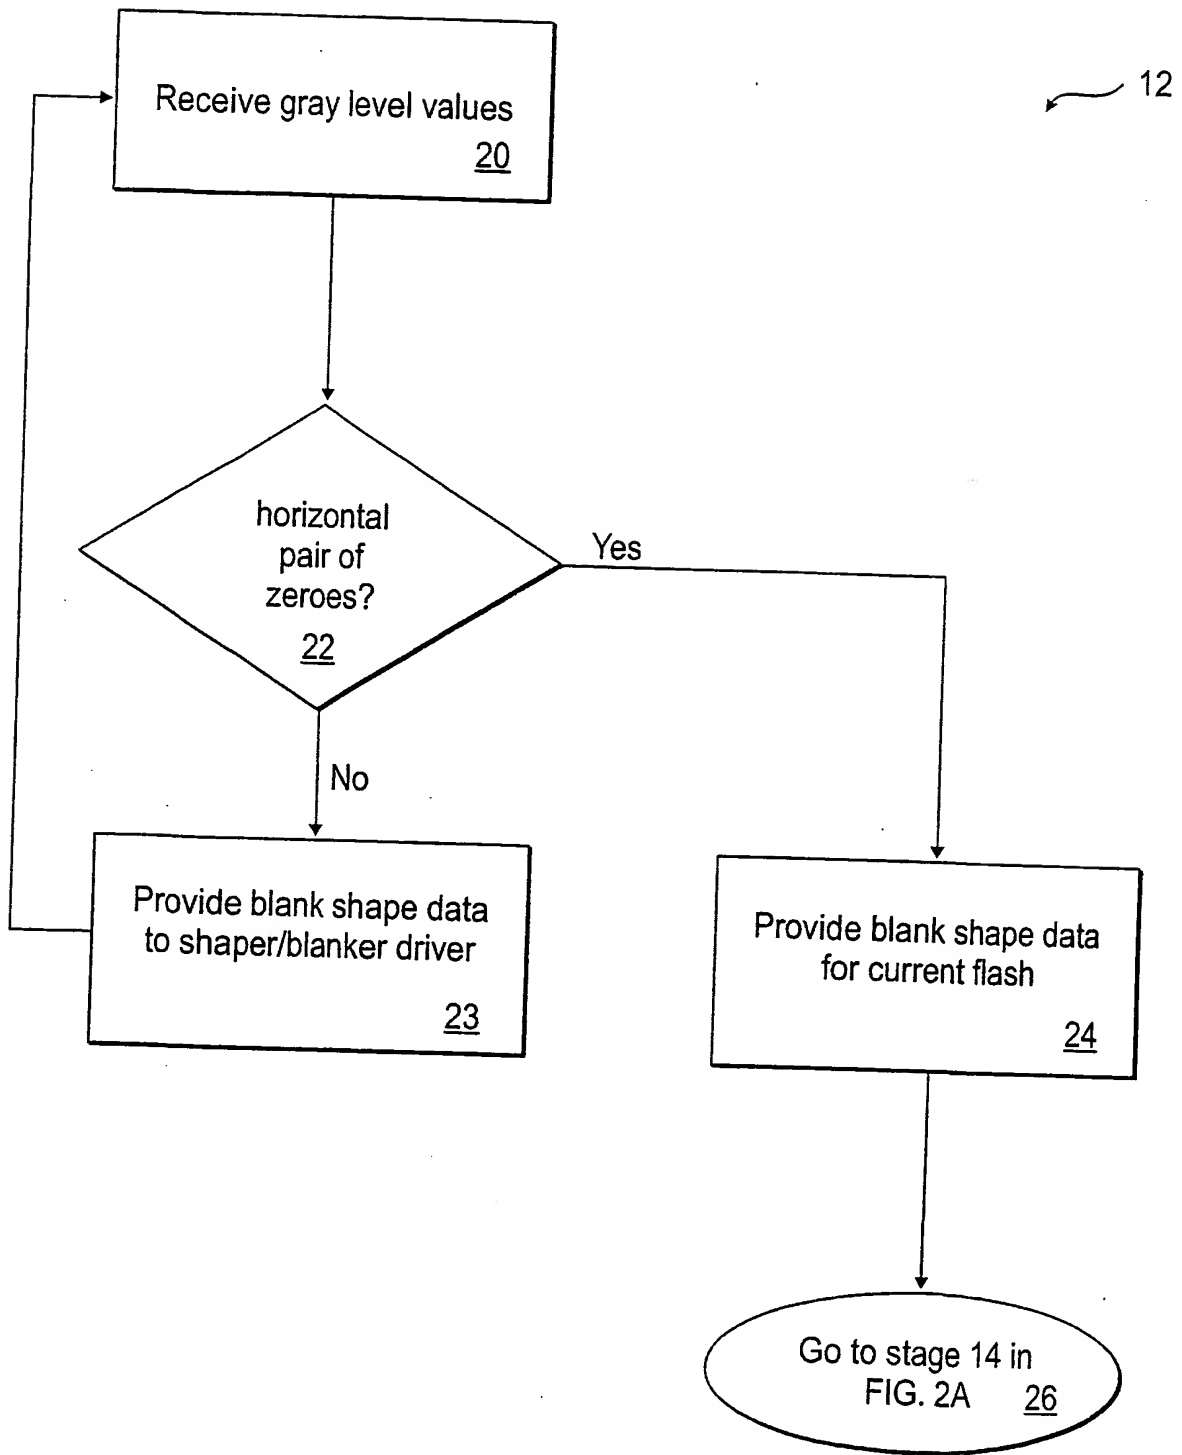 Receive gray level values
20
12
horizontal
pair of
zeroes?
22
Yes
No
Provide blank shape data
to shaper/blanker driver
23
Provide blank shape data
for current flash
24
Go to stage 14 in
FIG. 2A
26